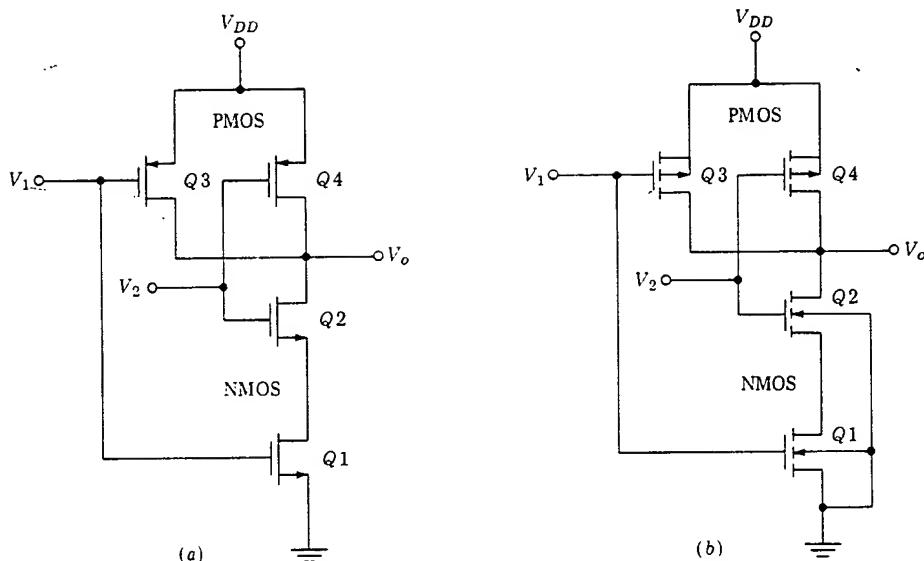 V_DD
PMOS
V_1
Q3
Q4
V_o
V_2
Q2
NMOS
Q1
(a)
V_DD
PMOS
V_1
Q3
Q4
V_o
V_2
Q2
NMOS
Q1
(b)